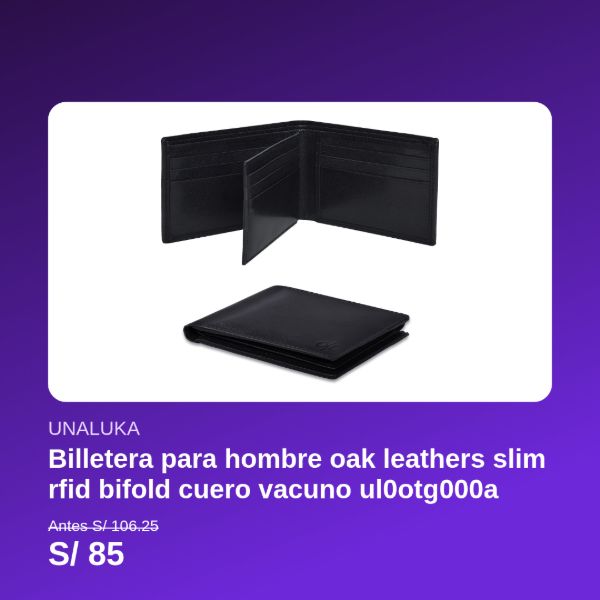 UNALUKA
Billetera para hombre oak leathers slim
rfid bifold cuero vacuno ul0otg000a
Antes S/ 106.25
S/ 85